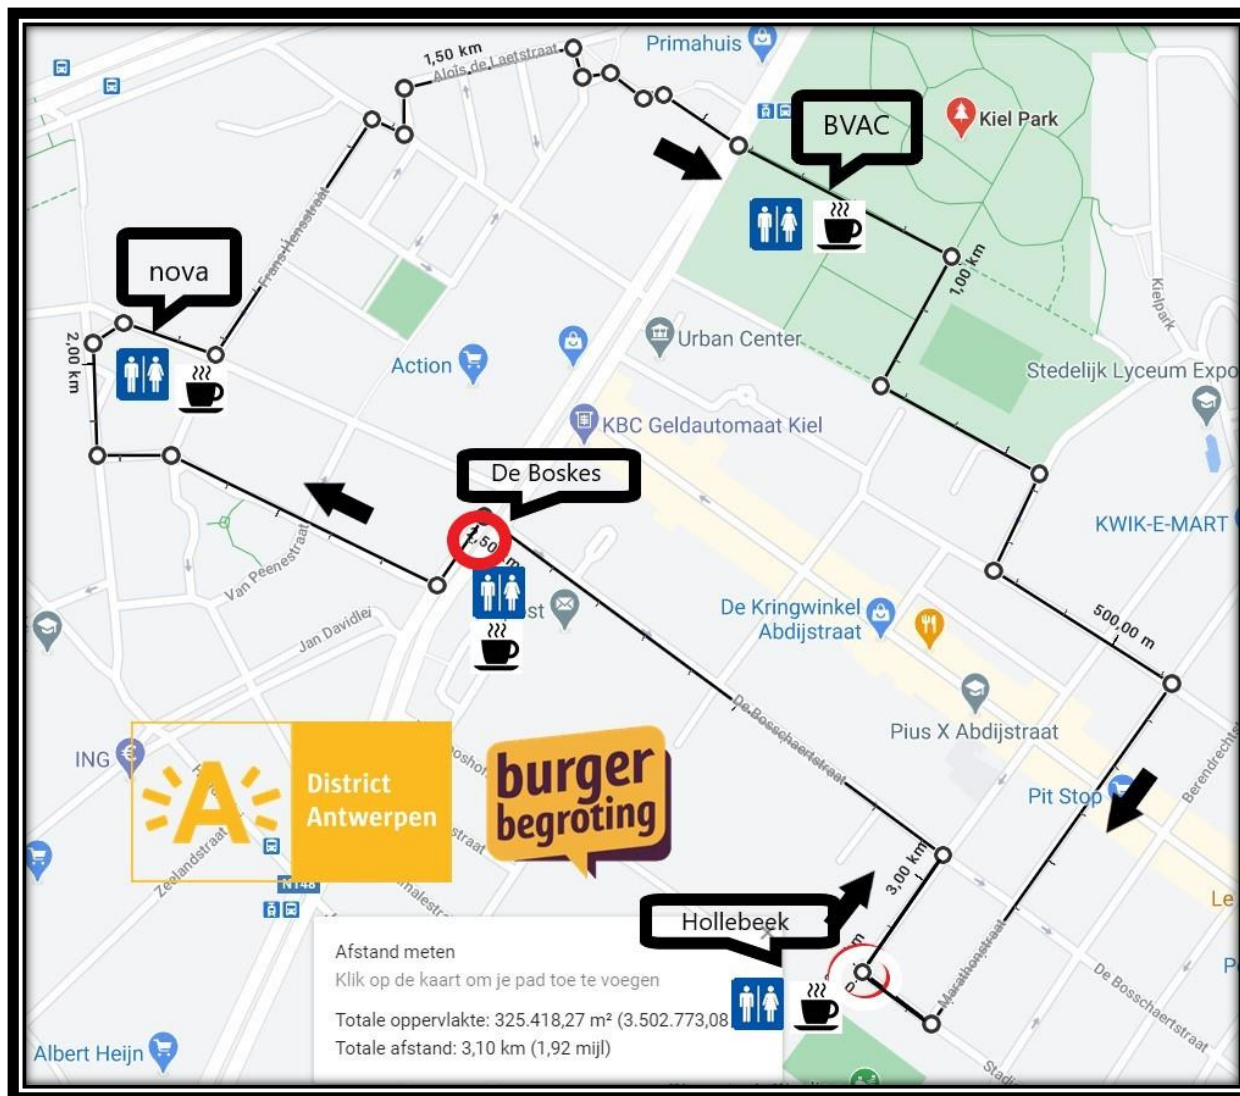 1,50 km
Alois de Laetstraat
Primahuis
BVAC
Kiel Park
nova
Frans Hensstraat
1,00 km
Kielpark
2,00 km
Urban Center
Action
Stedelijk Lyceum Expo
KBC Geldautomaat Kiel
De Boskes
KWIK-E-MART
Van Peenestraat
Jan Davidlei
De Kringwinkel
Abdijstraat
500,00 m
De Bosschaertstraat
Pius X Abdijstraat
Berendrechtst
ING
District
Antwerpen
burger
begroting
Pit Stop
Zeelandstraat
N148
3,00 km
Le
Hollebeek
Marathonstraat
De Bosschaertstraat
Afstand meten
Klik op de kaart om je pad toe te voegen
Totale oppervlakte: 325.418,27 m² (3.502.773,08
Totale afstand: 3,10 km (1,92 mijl)
Albert Heijn
Stadi